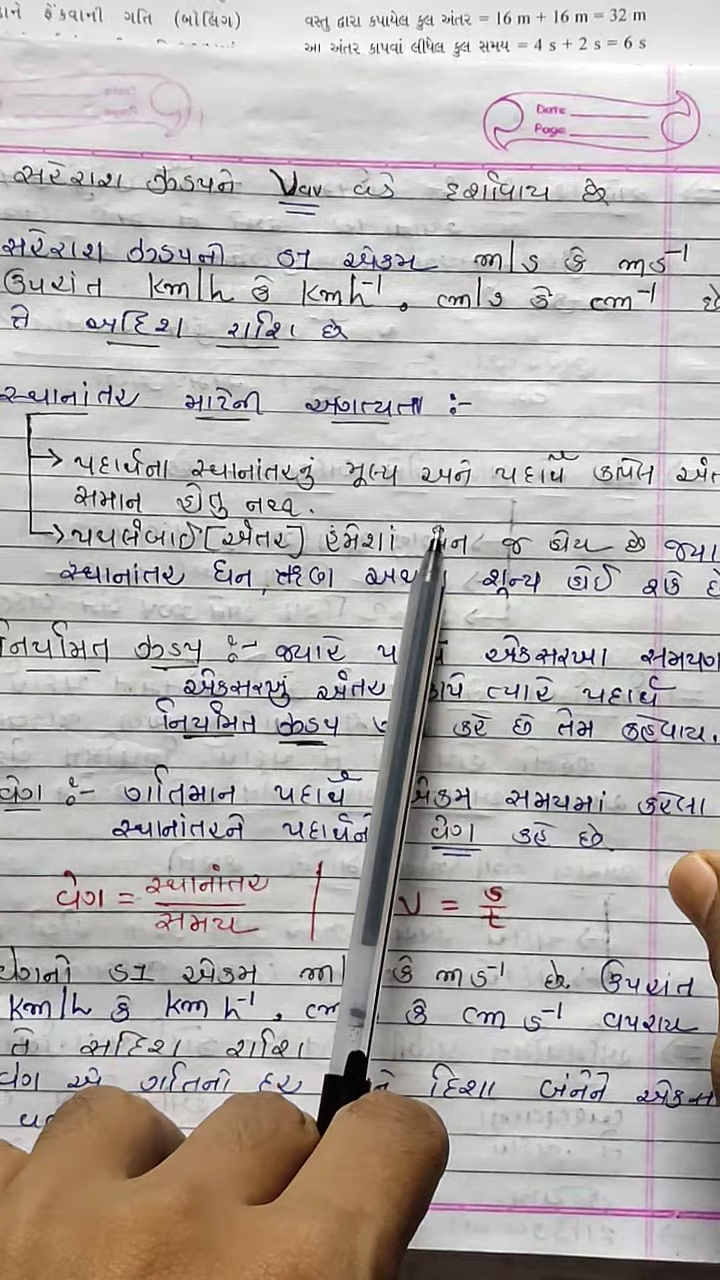 ફેંકવાની ગતિ (બોલિંગ)
વસ્તુ દ્વારા કપાયેલ કુલ અંતર = 16 m + 16 m = 32 m
આ અંતર કાપવાં લીધેલ કુલ સમય = 4 s + 2 s = 6 s
Date
Page
સરેરાશ ઝડપને Vav વડે દર્શાવાય છે
સરેરાશ ઝડપનો SI એકમ m/s કે ms⁻¹
ઉપરાંત Km/h કે Kmh⁻¹, cm/s કે cm⁻¹
તે અદિશ રાશિ છે
સ્થાનાંતર માટેની અગત્યતા :-
→ પદાર્થના સ્થાનાંતરનું મૂલ્ય અને પદાર્થે કાપેલ
સમાન હોતુ નથી.
→ પથલંબાઈ [અંતર] હંમેશાં જ હોય છે
સ્થાનાંતર ધન, ઋણ શૂન્ય હોઈ શકે
નિયમિત ઝડપ :- જ્યારે એકસરખા
એકસરખું અંતર કાપે ત્યારે પદાર્થ
નિયમિત ઝડપ કરે છે તેમ કહેવાય.
વેગ :- ગતિમાન પદાર્થે એકમ સમયમાં કરેલા
સ્થાનાંતરને પદાર્થનો વેગ કહે છે.
વેગ = સ્થાનાંતર / સમય | v = s / t
વેગનો SI એકમ કે ms⁻¹ છે. ઉપરાંત
Km/h કે Km h⁻¹, કે cm s⁻¹ વપરાય
તે સદિશ રાશિ
વેગ એ ગતિનો દર દિશા બંનેને એકસાથ